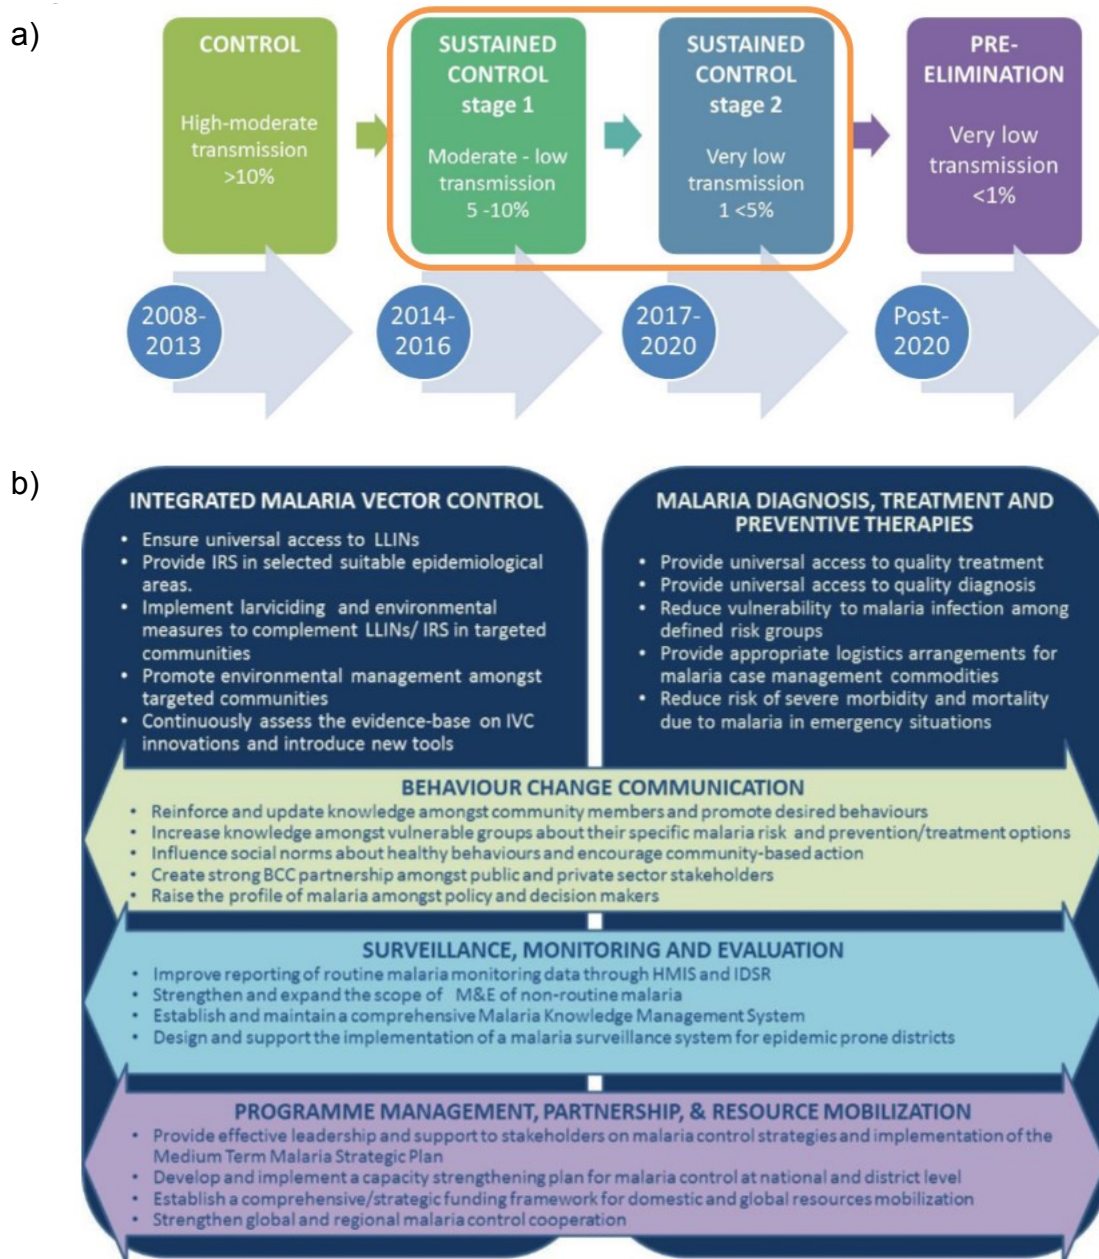 a)
CONTROL
High-moderate
transmission
>10%
SUSTAINED
CONTROL
stage 1
Moderate - low
transmission
5 -10%
SUSTAINED
CONTROL
stage 2
Very low
transmission
1 <5%
PRE-
ELIMINATION
Very low
transmission
<1%
2008-
2013
2014-
2016
2017-
2020
Post-
2020
b)
INTEGRATED MALARIA VECTOR CONTROL
• Ensure universal access to LLINs
• Provide IRS in selected suitable epidemiological
areas.
• Implement larviciding and environmental
measures to complement LLINs/ IRS in targeted
communities
• Promote environmental management amongst
targeted communities
• Continuously assess the evidence-base on IVC
innovations and introduce new tools
MALARIA DIAGNOSIS, TREATMENT AND
PREVENTIVE THERAPIES
• Provide universal access to quality treatment
• Provide universal access to quality diagnosis
• Reduce vulnerability to malaria infection among
defined risk groups
• Provide appropriate logistics arrangements for
malaria case management commodities
• Reduce risk of severe morbidity and mortality
due to malaria in emergency situations
BEHAVIOUR CHANGE COMMUNICATION
• Reinforce and update knowledge amongst community members and promote desired behaviours
• Increase knowledge amongst vulnerable groups about their specific malaria risk and prevention/treatment options
• Influence social norms about healthy behaviours and encourage community-based action
• Create strong BCC partnership amongst public and private sector stakeholders
• Raise the profile of malaria amongst policy and decision makers
SURVEILLANCE, MONITORING AND EVALUATION
• Improve reporting of routine malaria monitoring data through HMIS and IDSR
• Strengthen and expand the scope of M&E of non-routine malaria
• Establish and maintain a comprehensive Malaria Knowledge Management System
• Design and support the implementation of a malaria surveillance system for epidemic prone districts
PROGRAMME MANAGEMENT, PARTNERSHIP, & RESOURCE MOBILIZATION
• Provide effective leadership and support to stakeholders on malaria control strategies and implementation of the
Medium Term Malaria Strategic Plan
• Develop and implement a capacity strengthening plan for malaria control at national and district level
• Establish a comprehensive/strategic funding framework for domestic and global resources mobilization
• Strengthen global and regional malaria control cooperation